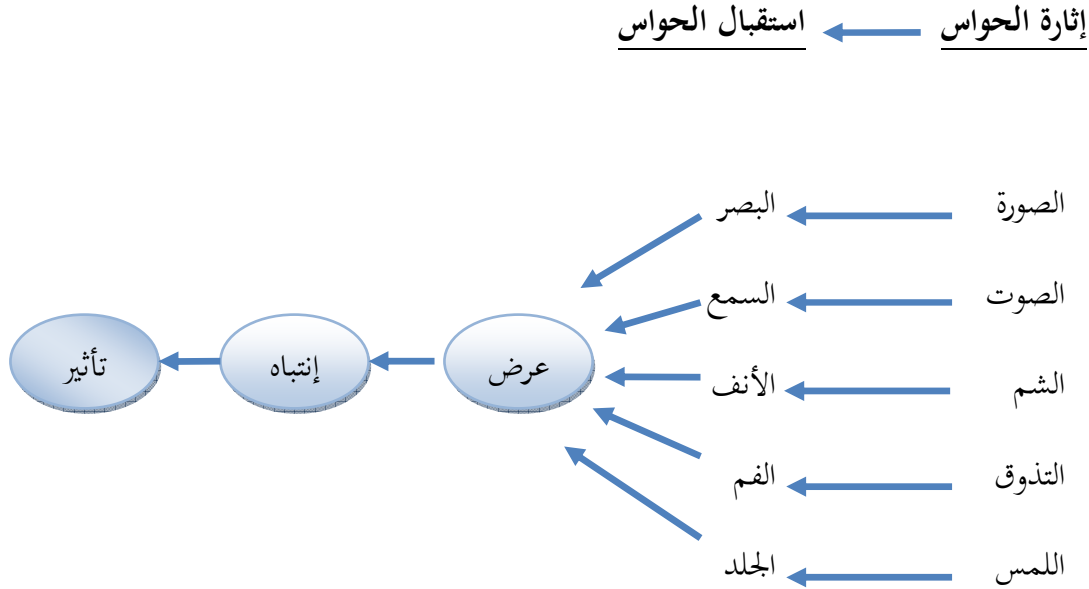 إثارة الحواس استقبال الحواس
الصورة البصر
الصوت السمع
الشم الأنف
التذوق الفم
اللمس الجلد
عرض إنتباه تأثير